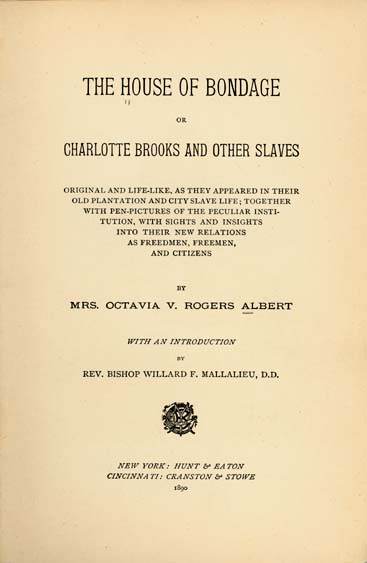 THE HOUSE OF BONDAGE
OR
CHARLOTTE BROOKS AND OTHER SLAVES
ORIGINAL AND LIFE-LIKE, AS THEY APPEARED IN THEIR
OLD PLANTATION AND CITY SLAVE LIFE; TOGETHER
WITH PEN-PICTURES OF THE PECULIAR INSTI-
TUTION, WITH SIGHTS AND INSIGHTS
INTO THEIR NEW RELATIONS
AS FREEDMEN, FREEMEN,
AND CITIZENS
BY
MRS. OCTAVIA V. ROGERS ALBERT
WITH AN INTRODUCTION
BY
REV. BISHOP WILLARD F. MALLALIEU, D.D.
NEW YORK: HUNT & EATON
CINCINNATI: CRANSTON & STOWE
1890